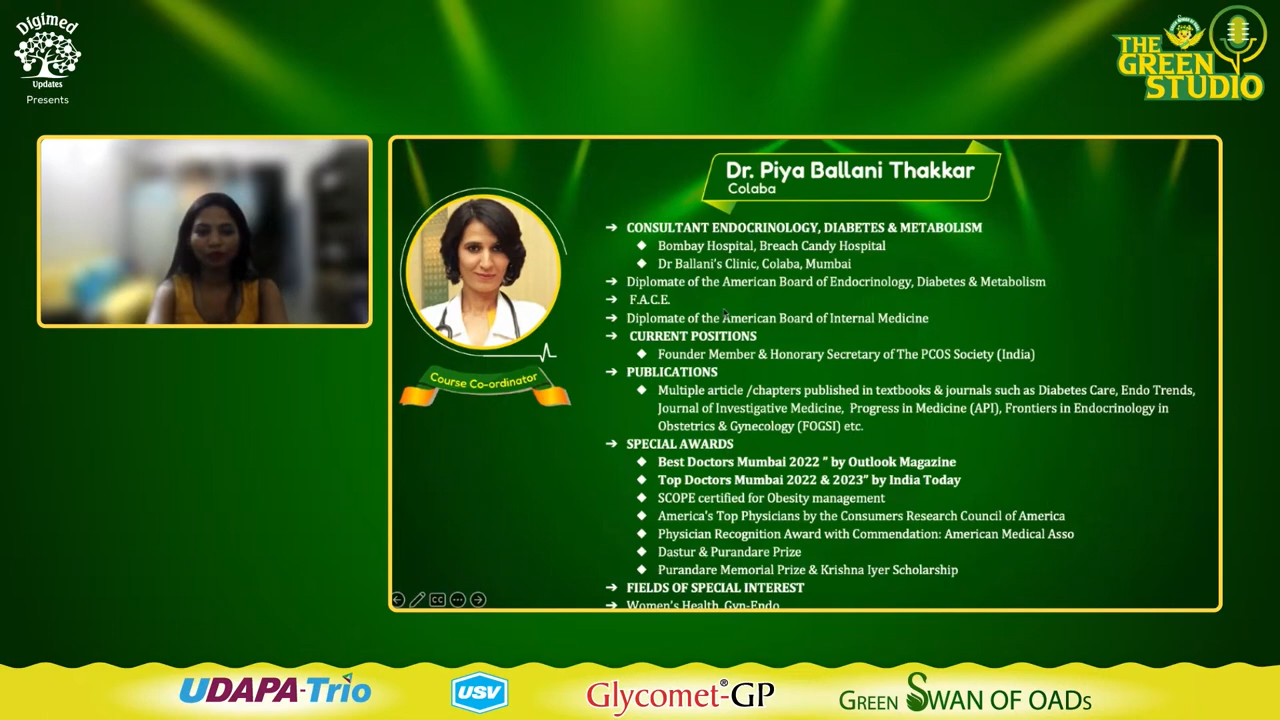 Digimed
Updates
Presents
THE
GREEN
STUDIO
Dr. Piya Ballani Thakkar
Colaba
➔ CONSULTANT ENDOCRINOLOGY, DIABETES & METABOLISM
◆ Bombay Hospital, Breach Candy Hospital
◆ Dr Ballani's Clinic, Colaba, Mumbai
➔ Diplomate of the American Board of Endocrinology, Diabetes & Metabolism
➔ F.A.C.E.
➔ Diplomate of the American Board of Internal Medicine
➔ CURRENT POSITIONS
◆ Founder Member & Honorary Secretary of The PCOS Society (India)
➔ PUBLICATIONS
◆ Multiple article /chapters published in textbooks & journals such as Diabetes Care, Endo Trends,
Journal of Investigative Medicine, Progress in Medicine (API), Frontiers in Endocrinology in
Obstetrics & Gynecology (FOGSI) etc.
➔ SPECIAL AWARDS
◆ Best Doctors Mumbai 2022 " by Outlook Magazine
◆ Top Doctors Mumbai 2022 & 2023" by India Today
◆ SCOPE certified for Obesity management
◆ America's Top Physicians by the Consumers Research Council of America
◆ Physician Recognition Award with Commendation: American Medical Asso
◆ Dastur & Purandare Prize
◆ Purandare Memorial Prize & Krishna Iyer Scholarship
➔ FIELDS OF SPECIAL INTEREST
➔ Women's Health, Gyn-Endo
Course Co-ordinator
CC
UDAPA-Trio
USV
Glycomet®-GP
GREEN SWAN OF OADs